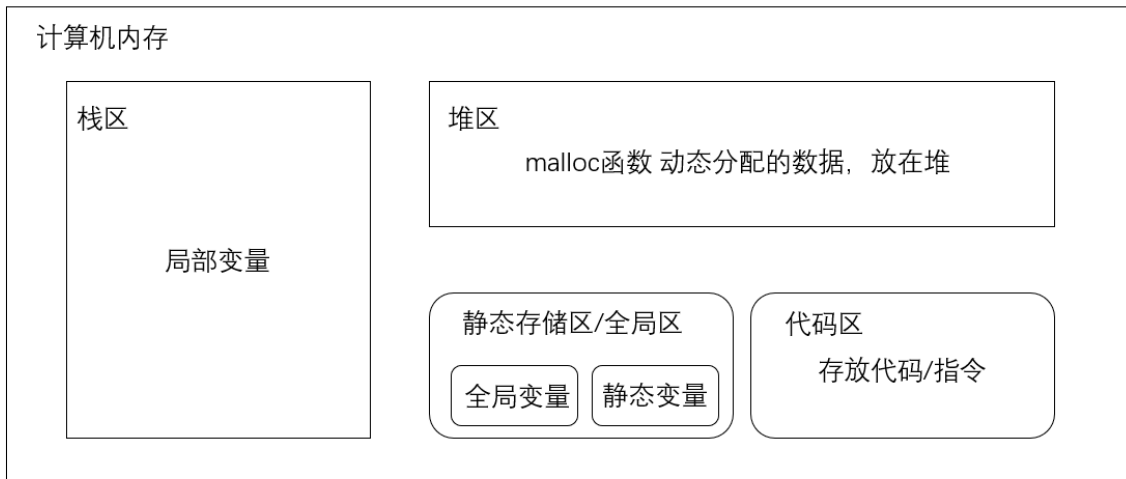 计算机内存
栈区
局部变量
堆区
malloc函数 动态分配的数据，放在堆
静态存储区/全局区
全局变量
静态变量
代码区
存放代码/指令